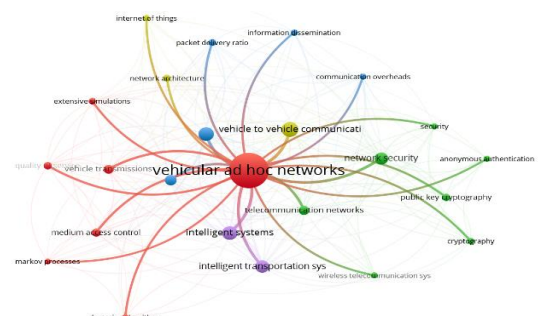 internet of things
information dissemination
packet delivery ratio
network architecture
communication overheads
extensive simulations
vehicle to vehicle communicati
security
network security
anonymous authentication
quality
vehicle transmissions
vehicular ad hoc networks
public key cryptography
telecommunication networks
medium access control
intelligent systems
cryptography
markov processes
intelligent transportation sys
wireless telecommunication sys